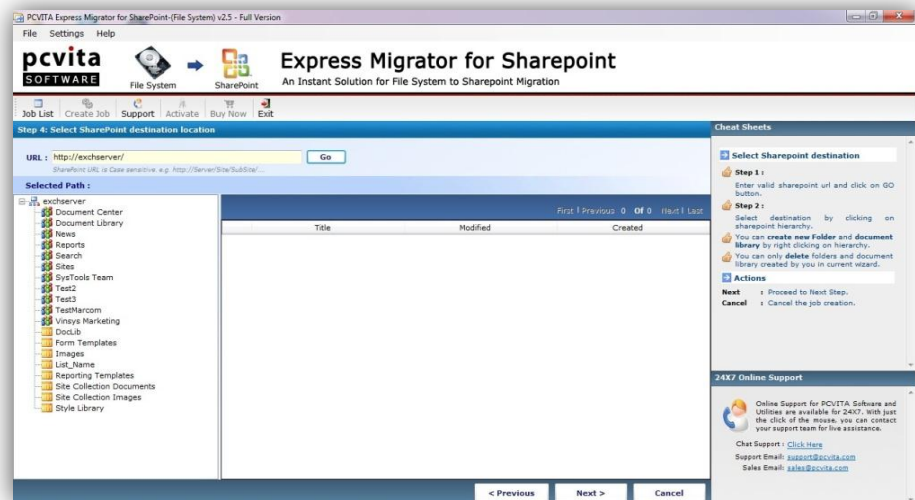 PCVITA Express Migrator for SharePoint-(File System) v2.5 - Full Version
File Settings Help
pcvita
SOFTWARE
File System
SharePoint
Express Migrator for Sharepoint
An Instant Solution for File System to Sharepoint Migration
Job List Create Job Support Activate Buy Now Exit
Step 4: Select SharePoint destination location
URL : http://exchserver/ Go
SharePoint URL is Case sensitive. e.g. http://Server/Site/SubSite/...
Selected Path :
exchserver
Document Center
Document Library
News
Reports
Search
Sites
SysTools Team
Test2
Test3
TestMarcom
Vinsys Marketing
DocLib
Form Templates
Images
List_Name
Reporting Templates
Site Collection Documents
Site Collection Images
Style Library
First | Previous 0 Of 0 Next | Last
Title Modified Created
< Previous Next > Cancel
Cheat Sheets
Select Sharepoint destination
Step 1 :
Enter valid sharepoint url and click on GO
button.
Step 2 :
Select destination by clicking on
sharepoint hierarchy.
You can create new Folder and document
library by right clicking on hierarchy.
You can only delete folders and document
library created by you in current wzard.
Actions
Next : Proceed to Next Step.
Cancel : Cancel the job creation.
24X7 Online Support
Online Support for PCVITA Software and
Utilities are available for 24X7. With just
the click of the mouse, you can contact
your support team for live assistance.
Chat Support : Click Here
Support Email: support@pcvita.com
Sales Email: sales@pcvita.com